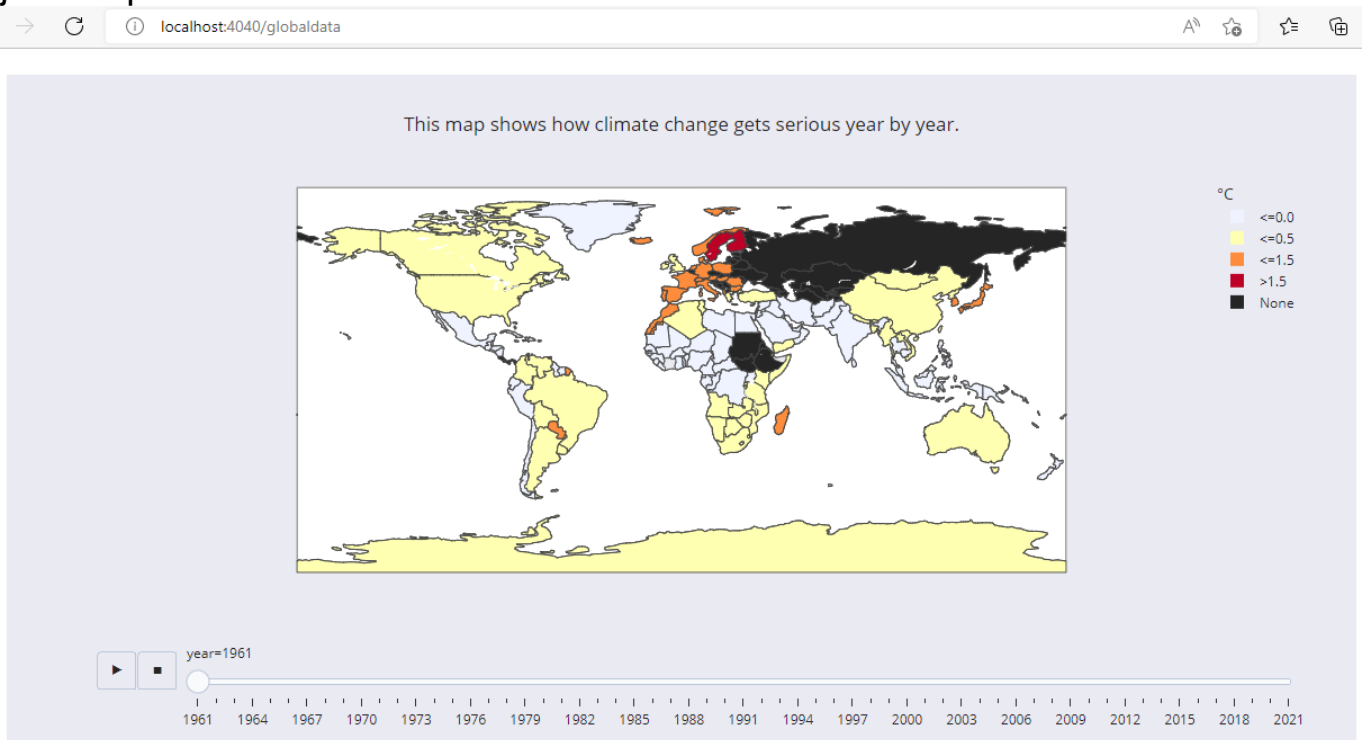 localhost:4040/globaldata
This map shows how climate change gets serious year by year.
°C
<=0.0
<=0.5
<=1.5
>1.5
None
year=1961
1961 1964 1967 1970 1973 1976 1979 1982 1985 1988 1991 1994 1997 2000 2003 2006 2009 2012 2015 2018 2021